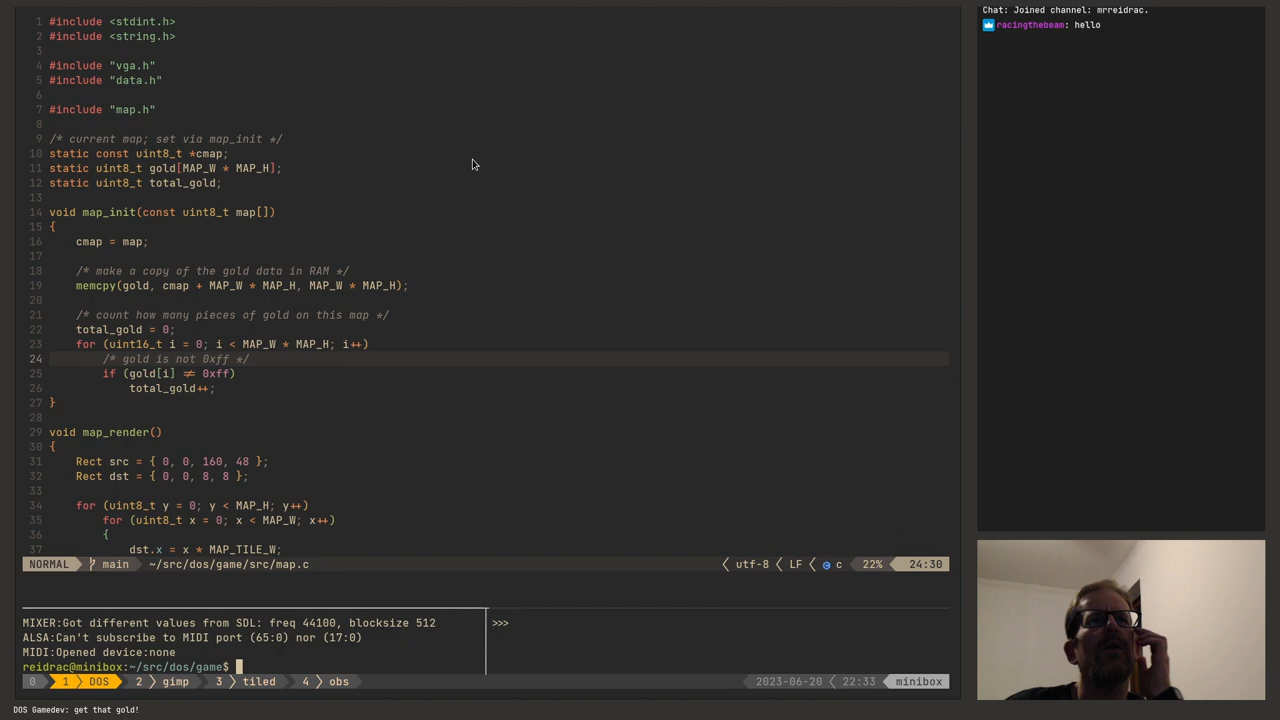 1 #include <stdint.h>
2 #include <string.h>
3
4 #include "vga.h"
5 #include "data.h"
6
7 #include "map.h"
8
9 /* current map; set via map_init */
10 static const uint8_t *cmap;
11 static uint8_t gold[MAP_W * MAP_H];
12 static uint8_t total_gold;
13
14 void map_init(const uint8_t map[])
15 {
16     cmap = map;
17
18     /* make a copy of the gold data in RAM */
19     memcpy(gold, cmap + MAP_W * MAP_H, MAP_W * MAP_H);
20
21     /* count how many pieces of gold on this map */
22     total_gold = 0;
23     for (uint16_t i = 0; i < MAP_W * MAP_H; i++)
24         /* gold is not 0xff */
25         if (gold[i] ≠ 0xff)
26             total_gold++;
27 }
28
29 void map_render()
30 {
31     Rect src = { 0, 0, 160, 48 };
32     Rect dst = { 0, 0, 8, 8 };
33
34     for (uint8_t y = 0; y < MAP_H; y++)
35         for (uint8_t x = 0; x < MAP_W; x++)
36         {
37             dst.x = x * MAP_TILE_W;
NORMAL main ~/src/dos/game/src/map.c utf-8 < LF < c 22% 24:30
MIXER:Got different values from SDL: freq 44100, blocksize 512
ALSA:Can't subscribe to MIDI port (65:0) nor (17:0)
MIDI:Opened device:none
reidrac@minibox:~/src/dos/game$
>>>
0 1 > DOS 2 > gimp 3 > tiled 4 > obs 2023-06-20 < 22:33 minibox
DOS Gamedev: get that gold!
Chat: Joined channel: mrreidrac.
racingthebeam: hello